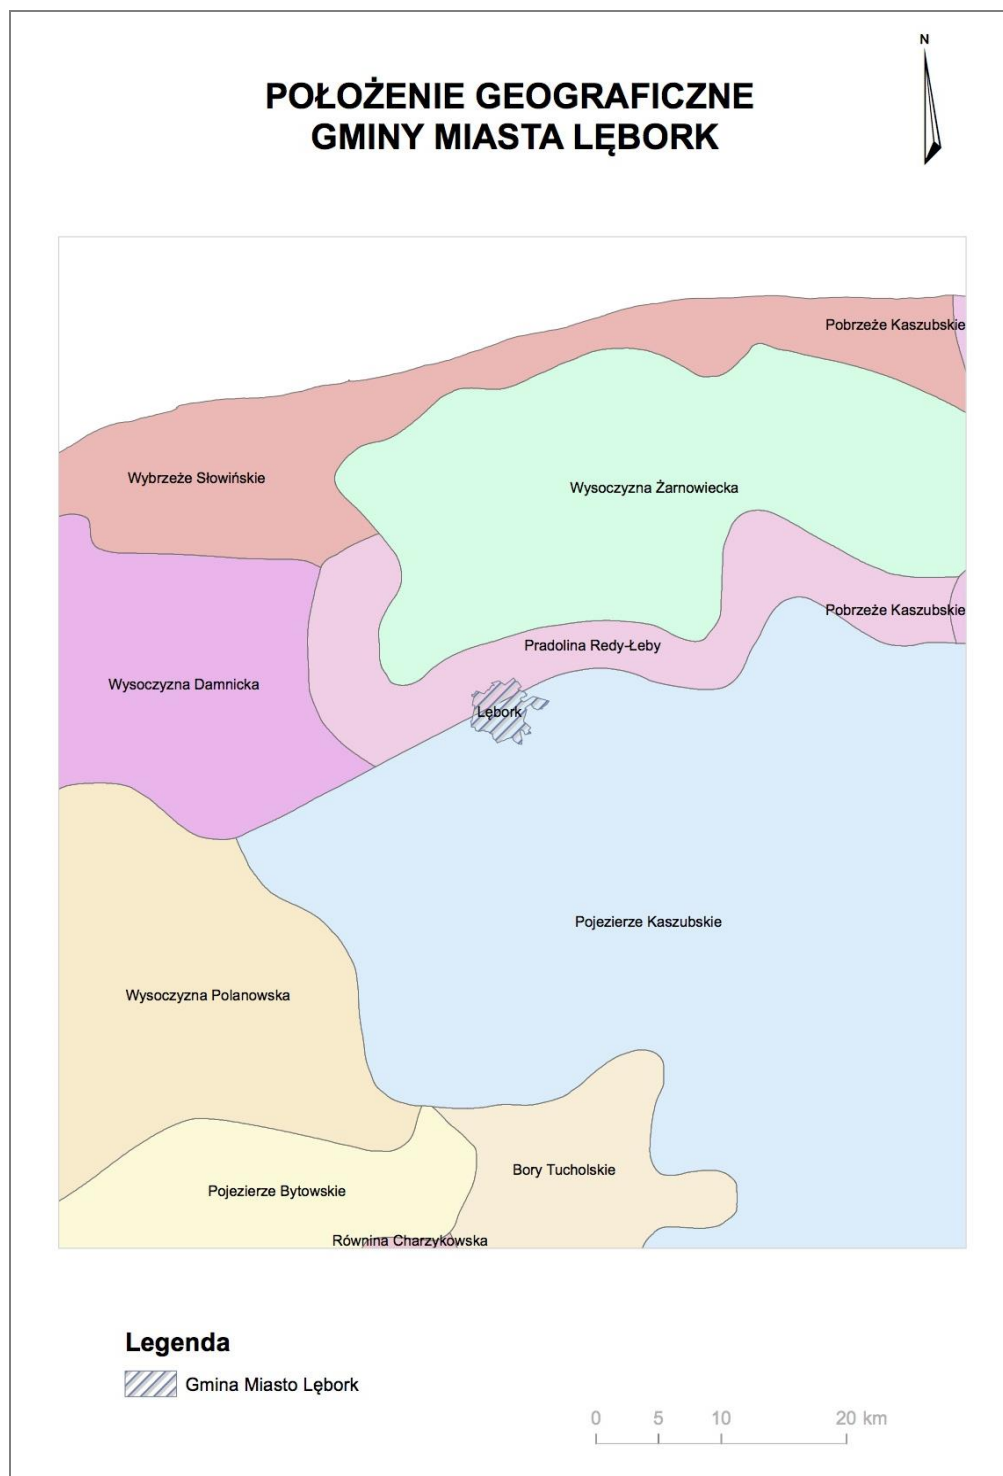 N
POŁOŻENIE GEOGRAFICZNE
GMINY MIASTA LĘBORK
Pobrzeże Kaszubskie
Wybrzeże Słowińskie
Wysoczyzna Żarnowiecka
Pobrzeże Kaszubskie
Pradolina Redy-Łeby
Wysoczyzna Damnicka
Lębork
Pojezierze Kaszubskie
Wysoczyzna Polanowska
Bory Tucholskie
Pojezierze Bytowskie
Równina Charzykowska
Legenda
Gmina Miasto Lębork
0 5 10 20 km